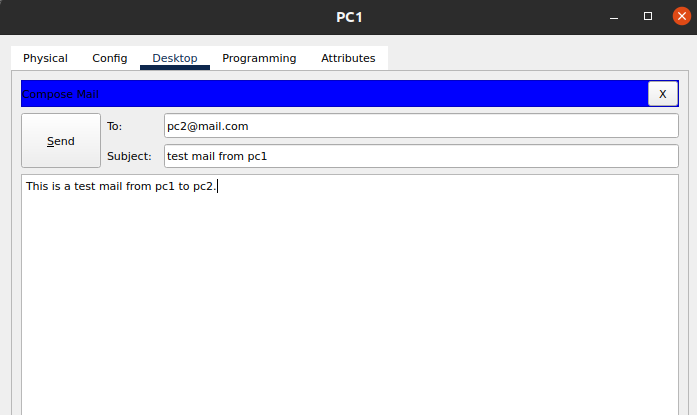 PC1
Physical Config Desktop Programming Attributes
Compose Mail X
Send
To: pc2@mail.com
Subject: test mail from pc1
This is a test mail from pc1 to pc2.